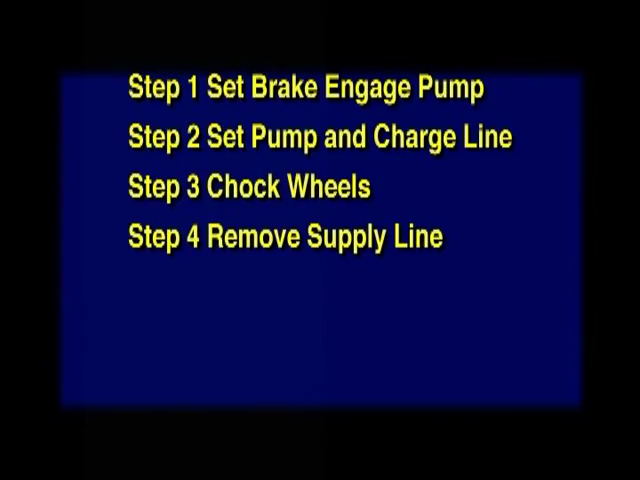 Step 1 Set Brake Engage Pump
Step 2 Set Pump and Charge Line
Step 3 Chock Wheels
Step 4 Remove Supply Line